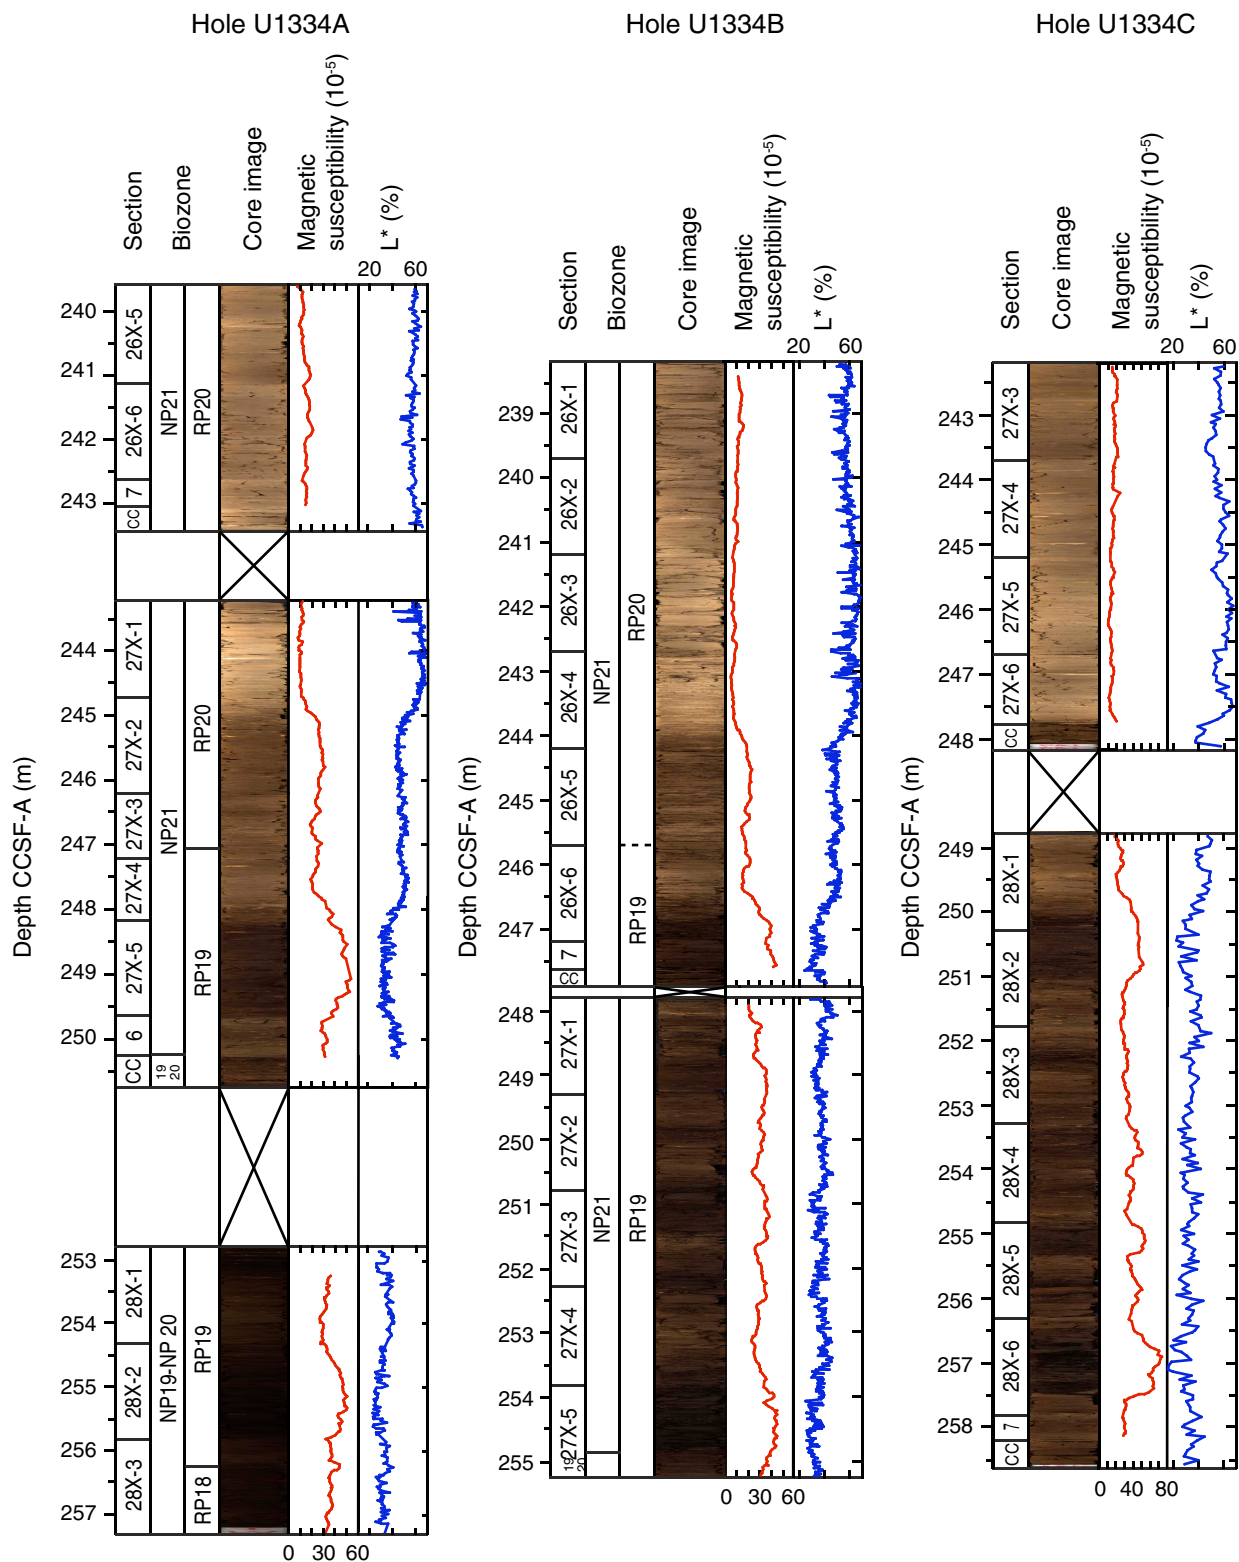 Hole U1334A
Hole U1334B
Hole U1334C
Section
Biozone
Core image
Magnetic
susceptibility (10-5)
L* (%)
20 60
Depth CCSF-A (m)
240
241
242
243
26X-5
26X-6
7
CC
NP21
RP20
244
245
246
247
248
249
250
27X-1
27X-2
27X-3
27X-4
27X-5
6
CC
NP21
19
20
RP20
RP19
253
254
255
256
257
28X-1
28X-2
28X-3
NP19-NP 20
RP19
RP18
0 30 60
Section
Biozone
Core image
Magnetic
susceptibility (10-5)
L* (%)
20 60
Depth CCSF-A (m)
239
240
241
242
243
244
245
246
247
26X-1
26X-2
26X-3
26X-4
26X-5
26X-6
7
CC
NP21
RP20
RP19
248
249
250
251
252
253
254
255
27X-1
27X-2
27X-3
27X-4
27X-5
NP21
19
20
RP19
0 30 60
Section
Core image
Magnetic
susceptibility (10-5)
L* (%)
20 60
Depth CCSF-A (m)
243
244
245
246
247
248
27X-3
27X-4
27X-5
27X-6
CC
249
250
251
252
253
254
255
256
257
258
28X-1
28X-2
28X-3
28X-4
28X-5
28X-6
7
CC
0 40 80